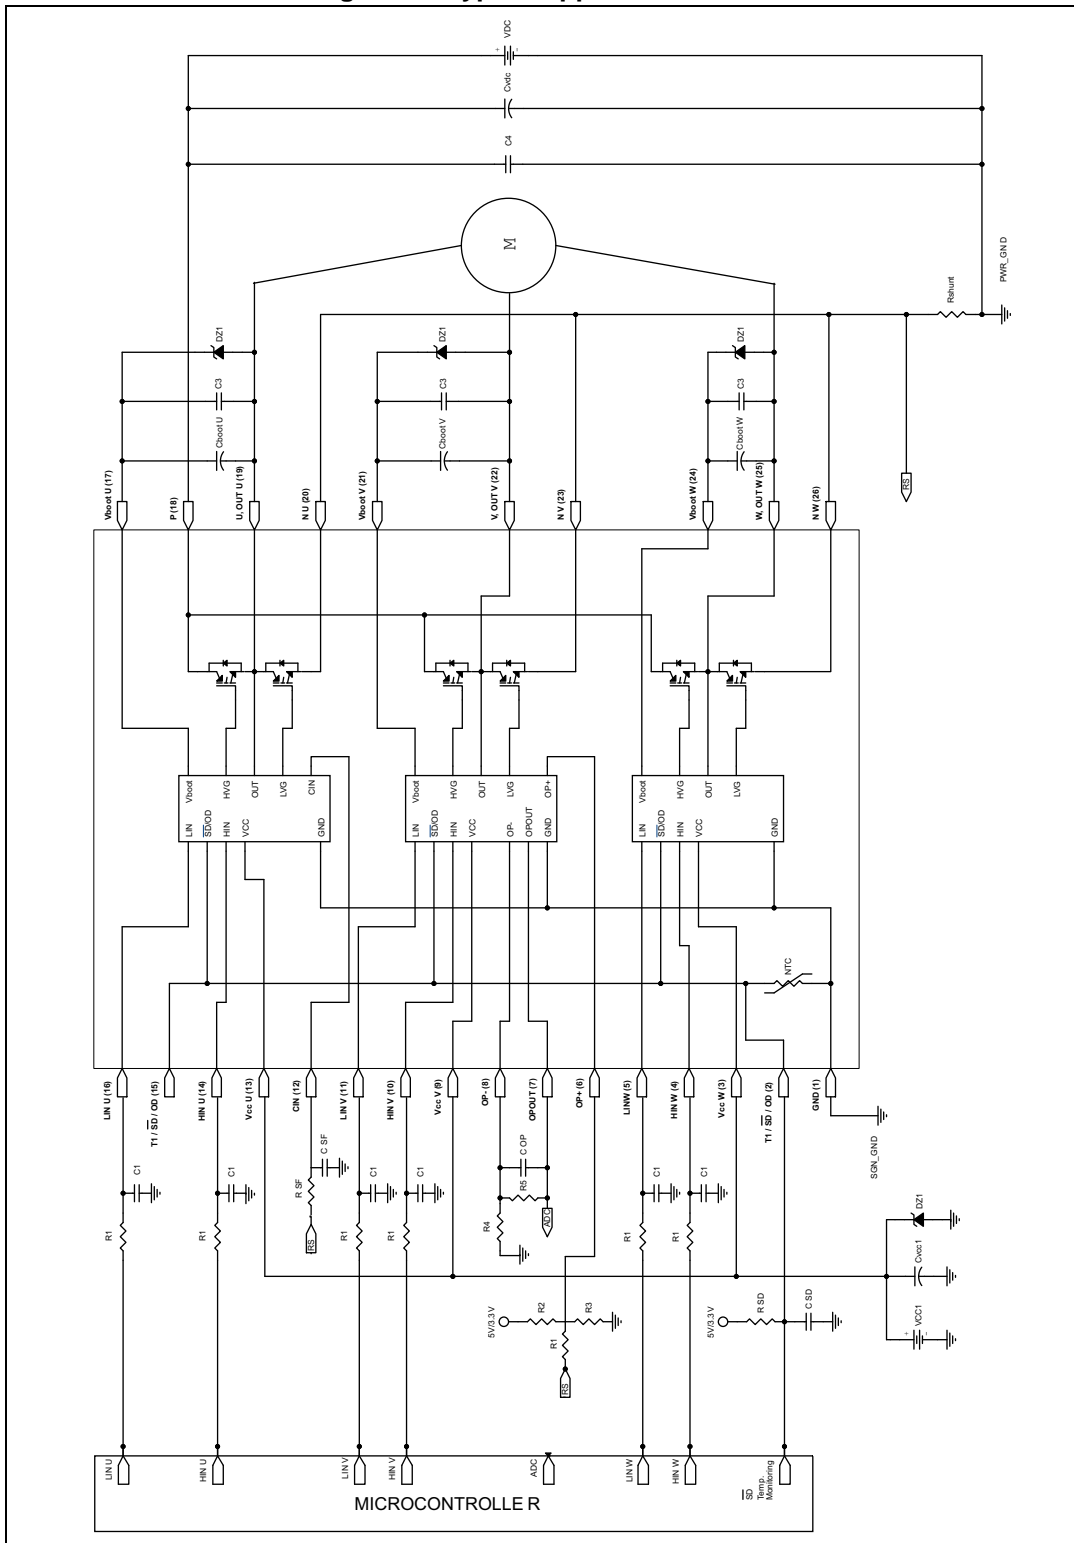 VDC
+
-
Cvdc
C4
M
PWR_GND
Rshunt
DZ1
C3
Cboot U
DZ1
C3
Cboot V
DZ1
C3
Cboot W
RS
Vboot U (17)
P (18)
U, OUT U (19)
N U (20)
Vboot V (21)
V, OUT V (22)
N V (23)
Vboot W (24)
W, OUT W (25)
N W (26)
Vboot
HVG
OUT
LVG
CIN
LIN
SD/OD
HIN
VCC
GND
Vboot
HVG
OUT
LVG
OP+
LIN
SD/OD
HIN
VCC
OP-
OPOUT
GND
Vboot
HVG
OUT
LVG
LIN
SD/OD
HIN
VCC
GND
NTC
LIN U (16)
T1 / SD / OD (15)
HIN U (14)
Vcc U (13)
CIN (12)
LIN V (11)
HIN V (10)
Vcc V (9)
OP- (8)
OPOUT (7)
OP+ (6)
LIN W (5)
HIN W (4)
Vcc W (3)
T1 / SD / OD (2)
GND (1)
SGN_GND
C1
R1
C1
R1
C SF
R SF
RS
C1
R1
C1
R1
C OP
R5
R4
ADC
C1
R1
C1
R1
DZ1
Cvcc1
VCC1
+
-
5V/3.3V
R2
R3
R1
RS
5V/3.3V
R SD
C SD
LIN U
HIN U
LIN V
HIN V
ADC
LIN W
HIN W
SD
Temp.
Monitoring
MICROCONTROLLE R